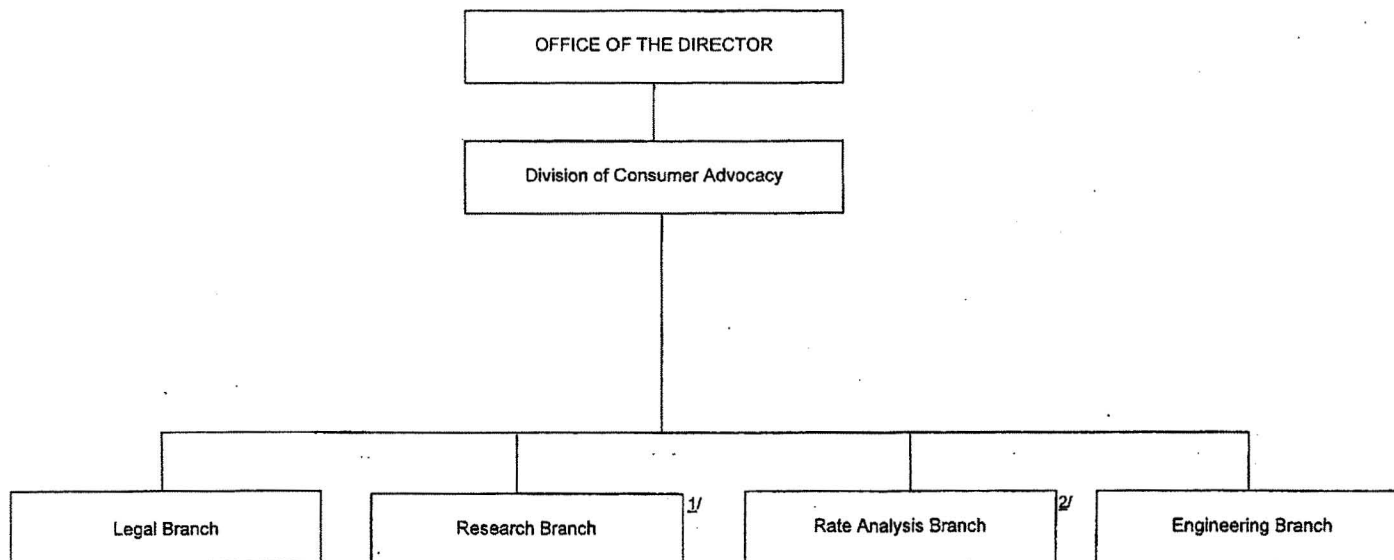 OFFICE OF THE DIRECTOR
Division of Consumer Advocacy
Legal Branch
Research Branch
1/
Rate Analysis Branch
2/
Engineering Branch